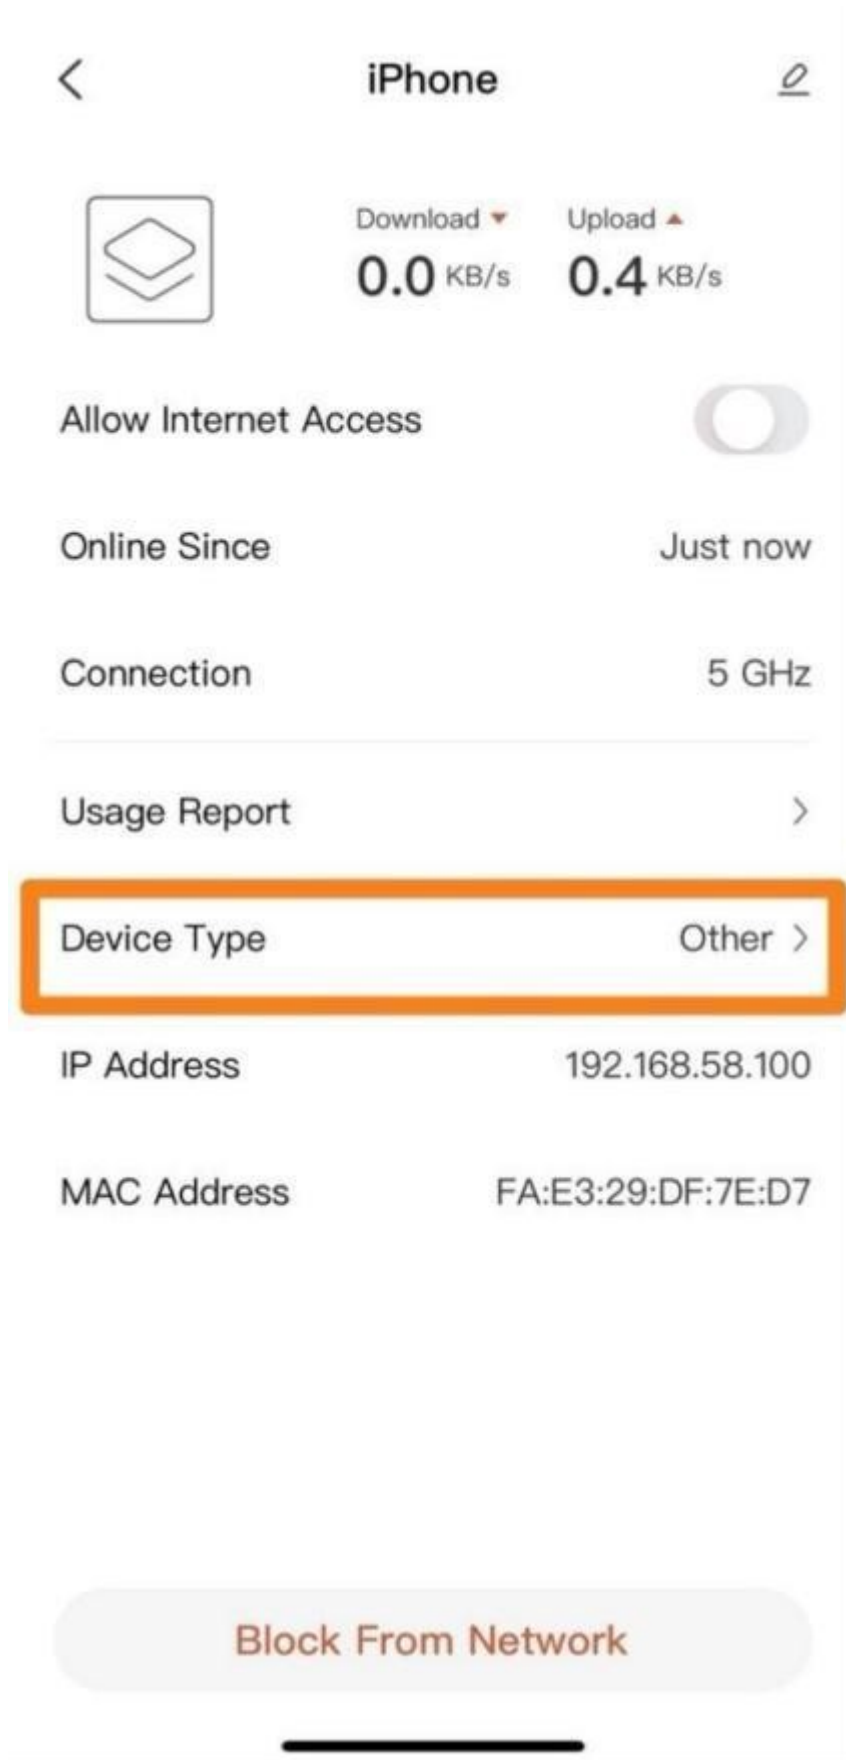 iPhone
Download Upload
0.0 KB/s 0.4 KB/s
Allow Internet Access
Online Since Just now
Connection 5 GHz
Usage Report
Device Type Other
IP Address 192.168.58.100
MAC Address FA:E3:29:DF:7E:D7
Block From Network